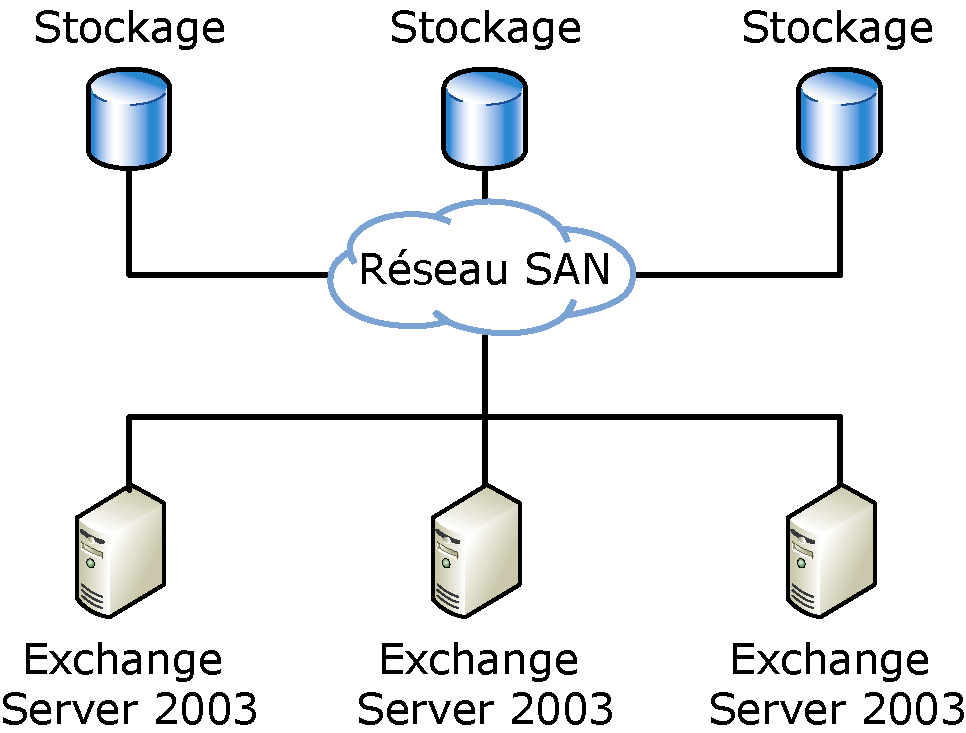 Stockage
Stockage
Stockage
Réseau SAN
Exchange
Server 2003
Exchange
Server 2003
Exchange
Server 2003